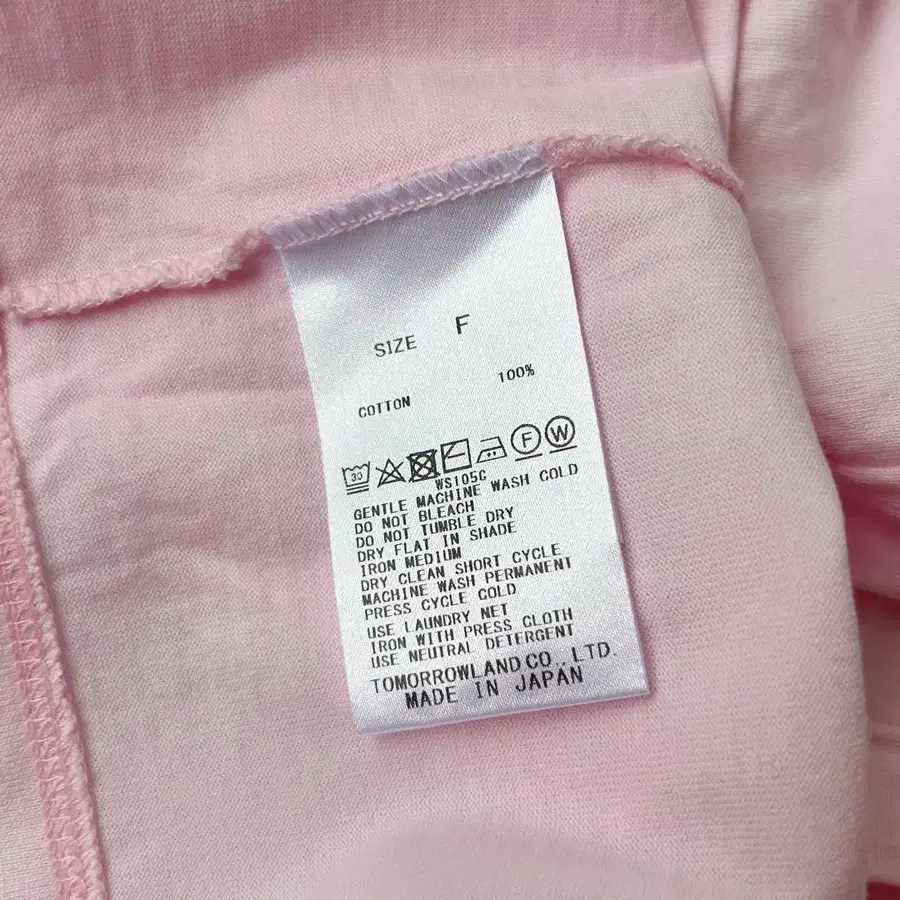 SIZE F
COTTON 100%
30 F W
WS105G
GENTLE MACHINE WASH COLD
DO NOT BLEACH
DO NOT TUMBLE DRY
DRY FLAT IN SHADE
IRON MEDIUM
DRY CLEAN SHORT CYCLE
MACHINE WASH PERMANENT
PRESS CYCLE COLD
USE LAUNDRY NET
IRON WITH PRESS CLOTH
USE NEUTRAL DETERGENT
TOMORROWLAND CO.,LTD.
MADE IN JAPAN